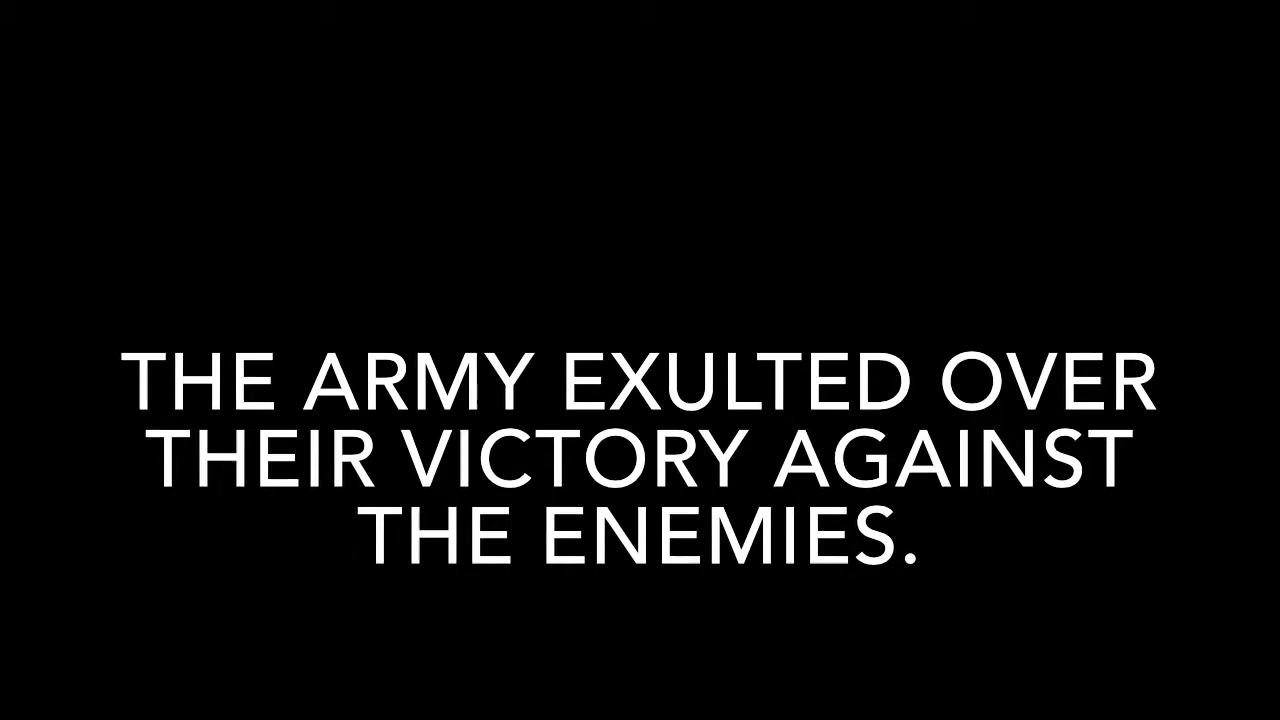 THE ARMY EXULTED OVER
THEIR VICTORY AGAINST
THE ENEMIES.